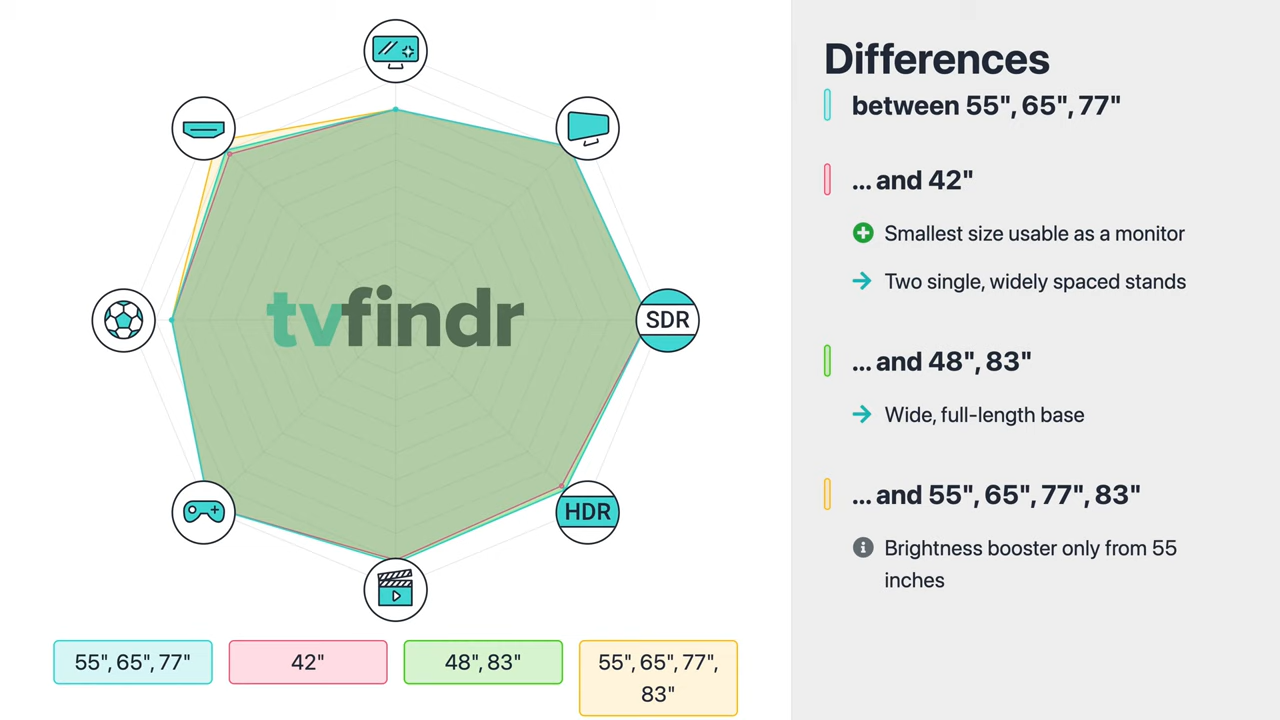 tvfindr
SDR
HDR
55", 65", 77"
42"
48", 83"
55", 65", 77",
83"
Differences
between 55", 65", 77"
... and 42"
Smallest size usable as a monitor
Two single, widely spaced stands
... and 48", 83"
Wide, full-length base
... and 55", 65", 77", 83"
Brightness booster only from 55
inches